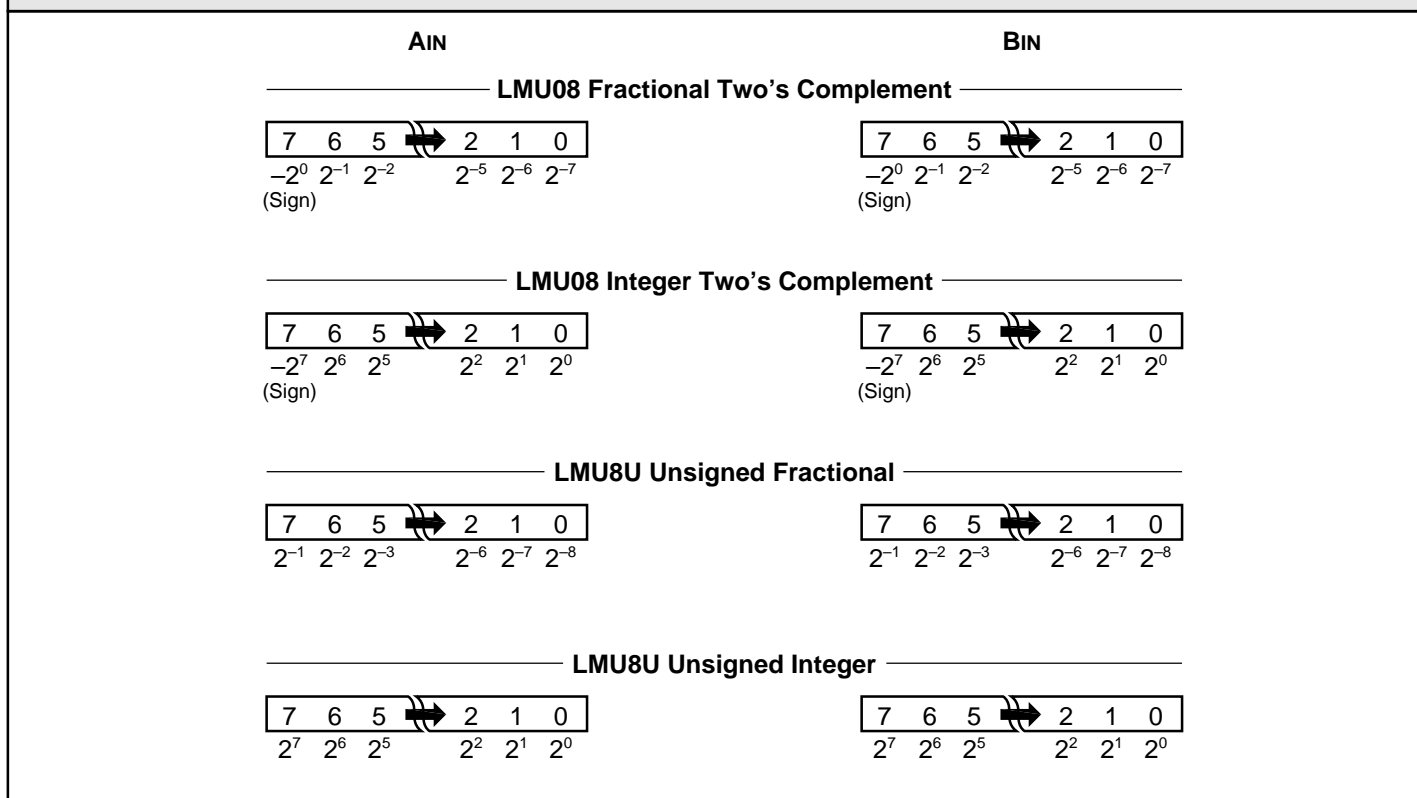 AIN BIN
LMU08 Fractional Two's Complement
7 6 5 2 1 0 7 6 5 2 1 0
–2⁰ 2⁻¹ 2⁻² 2⁻⁵ 2⁻⁶ 2⁻⁷ –2⁰ 2⁻¹ 2⁻² 2⁻⁵ 2⁻⁶ 2⁻⁷
(Sign) (Sign)
LMU08 Integer Two's Complement
7 6 5 2 1 0 7 6 5 2 1 0
–2⁷ 2⁶ 2⁵ 2² 2¹ 2⁰ –2⁷ 2⁶ 2⁵ 2² 2¹ 2⁰
(Sign) (Sign)
LMU8U Unsigned Fractional
7 6 5 2 1 0 7 6 5 2 1 0
2⁻¹ 2⁻² 2⁻³ 2⁻⁶ 2⁻⁷ 2⁻⁸ 2⁻¹ 2⁻² 2⁻³ 2⁻⁶ 2⁻⁷ 2⁻⁸
LMU8U Unsigned Integer
7 6 5 2 1 0 7 6 5 2 1 0
2⁷ 2⁶ 2⁵ 2² 2¹ 2⁰ 2⁷ 2⁶ 2⁵ 2² 2¹ 2⁰